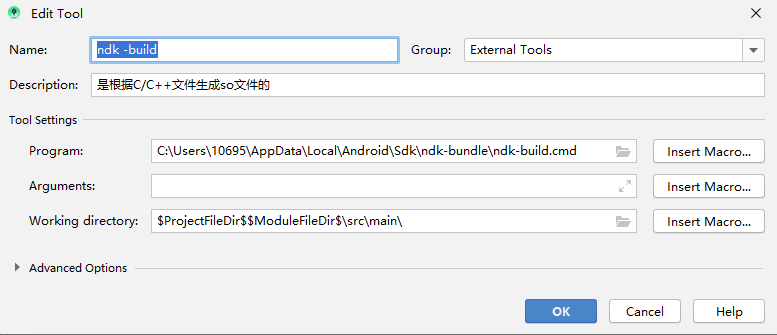 Edit Tool
Name: ndk -build Group: External Tools
Description: 是根据C/C++文件生成so文件的
Tool Settings
Program: C:\Users\10695\AppData\Local\Android\Sdk\ndk-bundle\ndk-build.cmd Insert Macro...
Arguments: Insert Macro...
Working directory: $ProjectFileDir$$ModuleFileDir$\src\main\ Insert Macro...
Advanced Options
OK Cancel Help